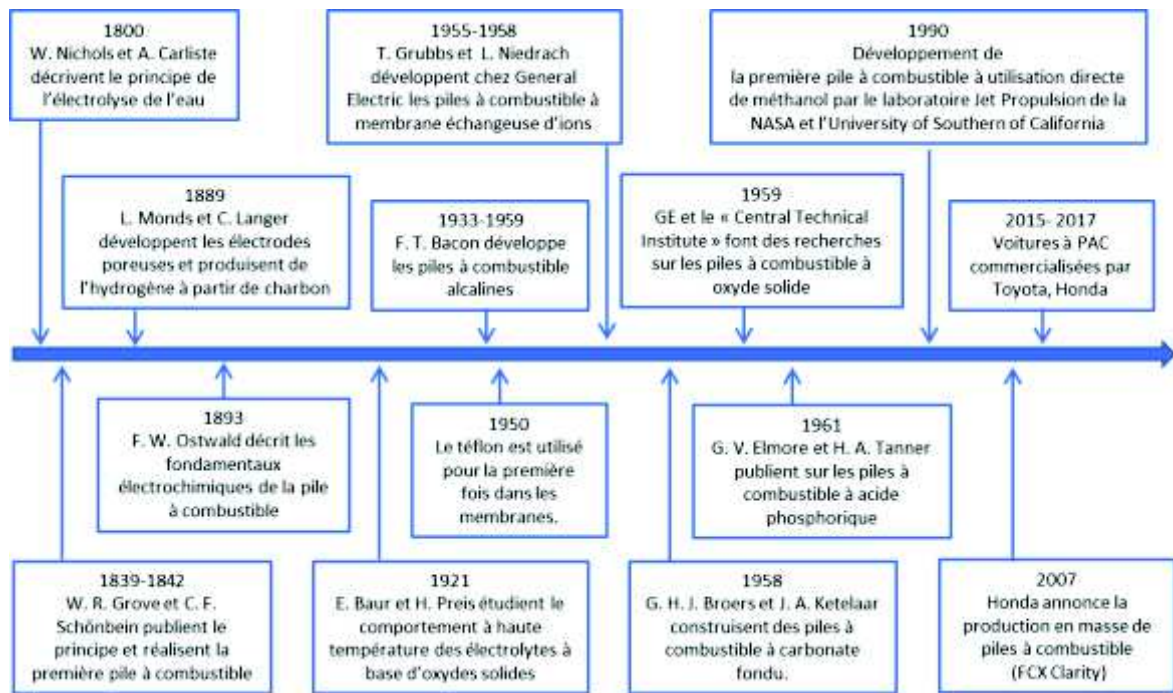 1800
W. Nichols et A. Carliste
décrivent le principe de
l'électrolyse de l'eau
1955-1958
T. Grubbs et L. Niedrach
développent chez General
Electric les piles à combustible à
membrane échangeuse d'ions
1990
Développement de
la première pile à combustible à utilisation directe
de méthanol par le laboratoire Jet Propulsion de la
NASA et l'University of Southern of California
1889
L. Monds et C. Langer
développent les électrodes
poreuses et produisent de
l'hydrogène à partir de charbon
1933-1959
F. T. Bacon développe
les piles à combustible
alcalines
1959
GE et le « Central Technical
Institute » font des recherches
sur les piles à combustible à
oxyde solide
2015- 2017
Voitures à PAC
commercialisées par
Toyota, Honda
1893
F. W. Ostwald décrit les
fondamentaux
électrochimiques de la pile
à combustible
1950
Le téflon est utilisé
pour la première
fois dans les
membranes.
1961
G. V. Elmore et H. A. Tanner
publient sur les piles à
combustible à acide
phosphorique
1839-1842
W. R. Grove et C. F.
Schönbein publient le
principe et réalisent la
première pile à combustible
1921
E. Baur et H. Preis étudient le
comportement à haute
température des électrolytes à
base d'oxydes solides
1958
G. H. J. Broers et J. A. Ketelaar
construisent des piles à
combustible à carbonate
fondu.
2007
Honda annonce la
production en masse de
piles à combustible
(FCX Clarity)